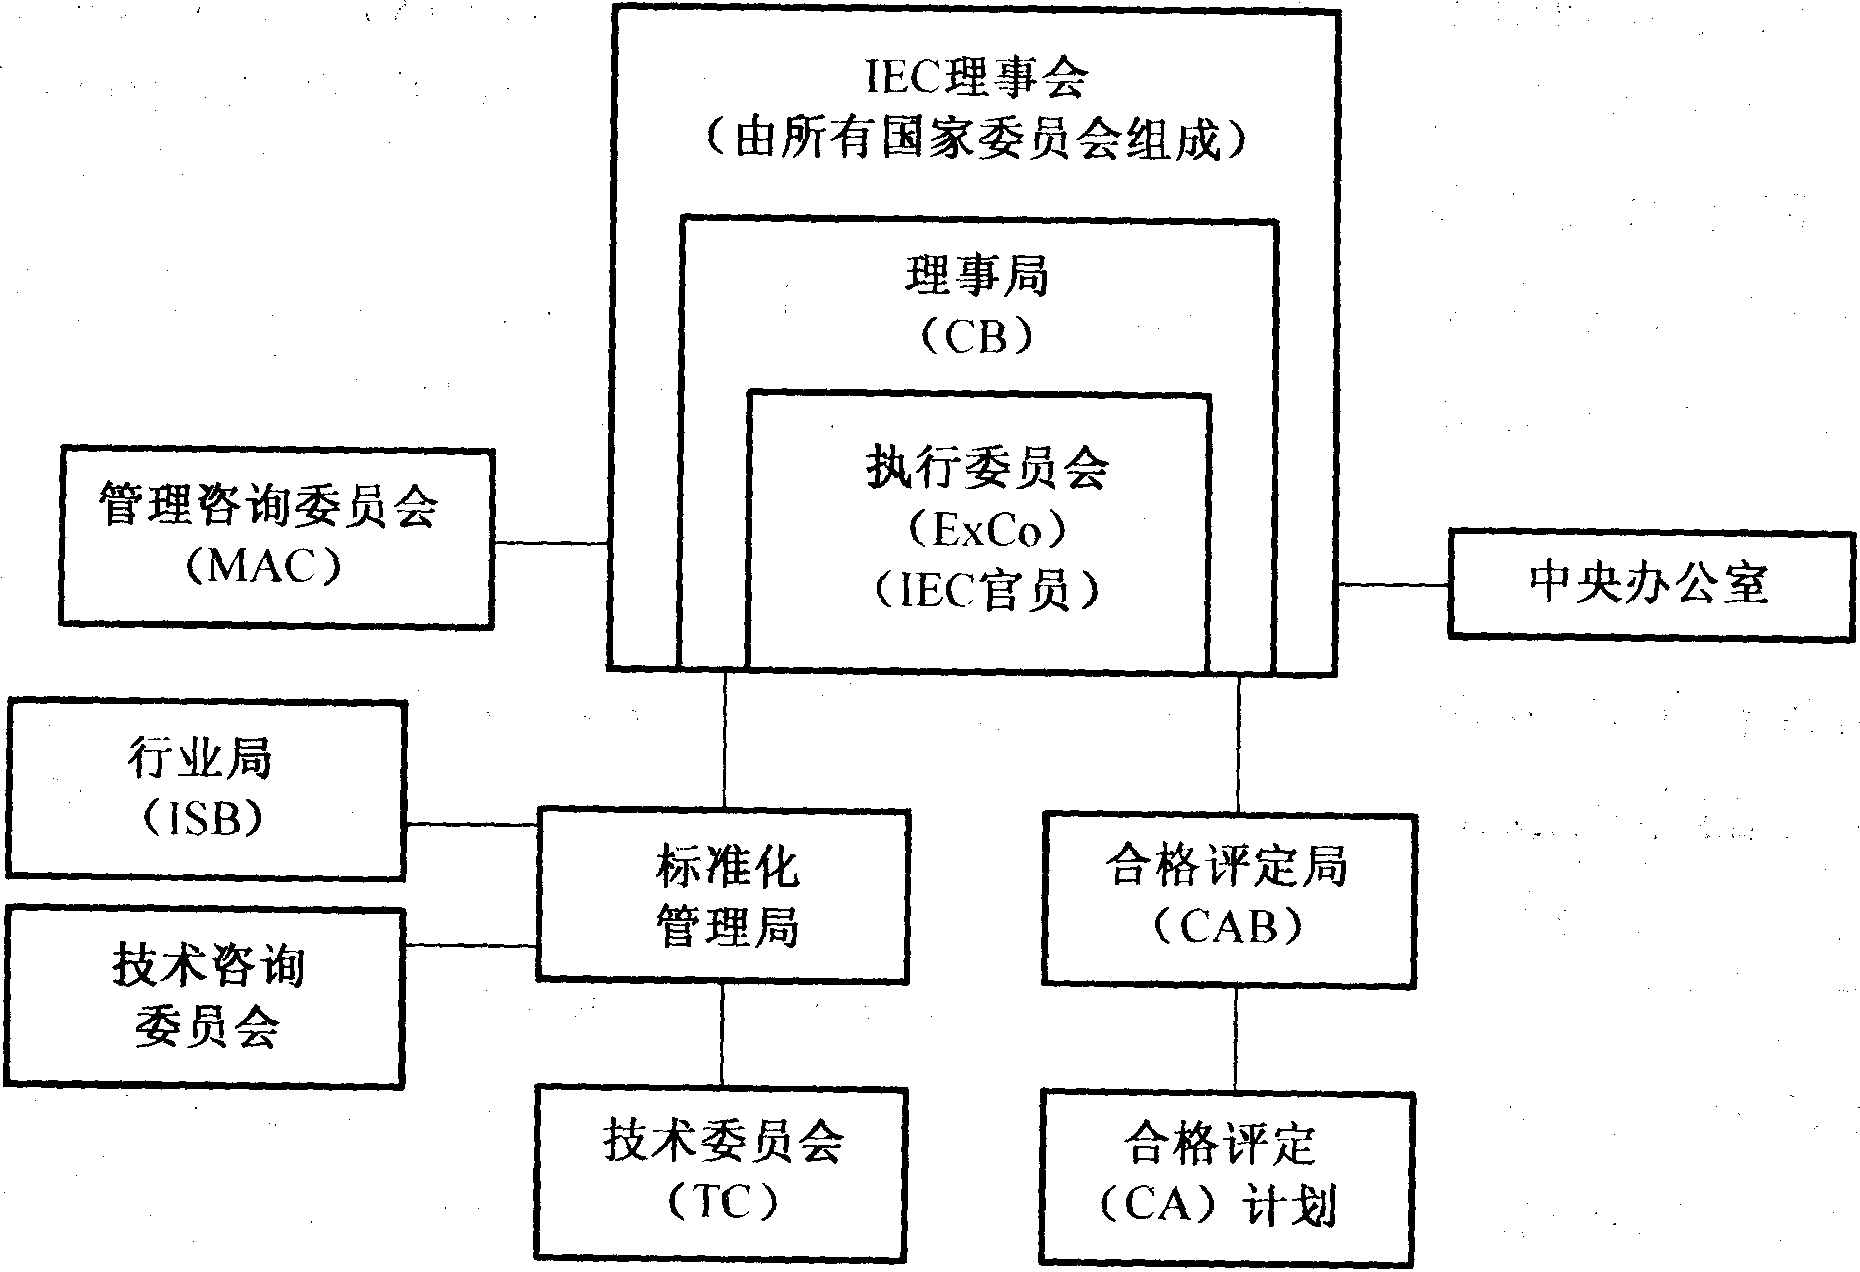 IEC理事会
（由所有国家委员会组成）
理事局
（CB）
执行委员会
（ExCo）
（IEC官员）
管理咨询委员会
（MAC）
中央办公室
行业局
（ISB）
标准化
管理局
合格评定局
（CAB）
技术咨询
委员会
技术委员会
（TC）
合格评定
（CA）计划